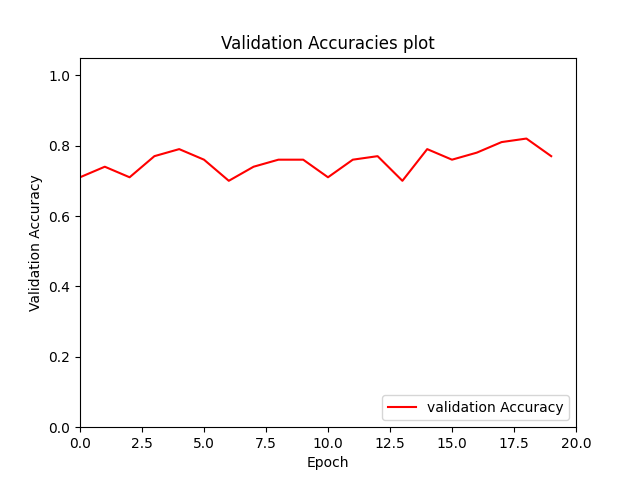 Validation Accuracies plot
1.0
0.8
0.6
0.4
0.2
0.0
Validation Accuracy
validation Accuracy
0.0 2.5 5.0 7.5 10.0 12.5 15.0 17.5 20.0
Epoch